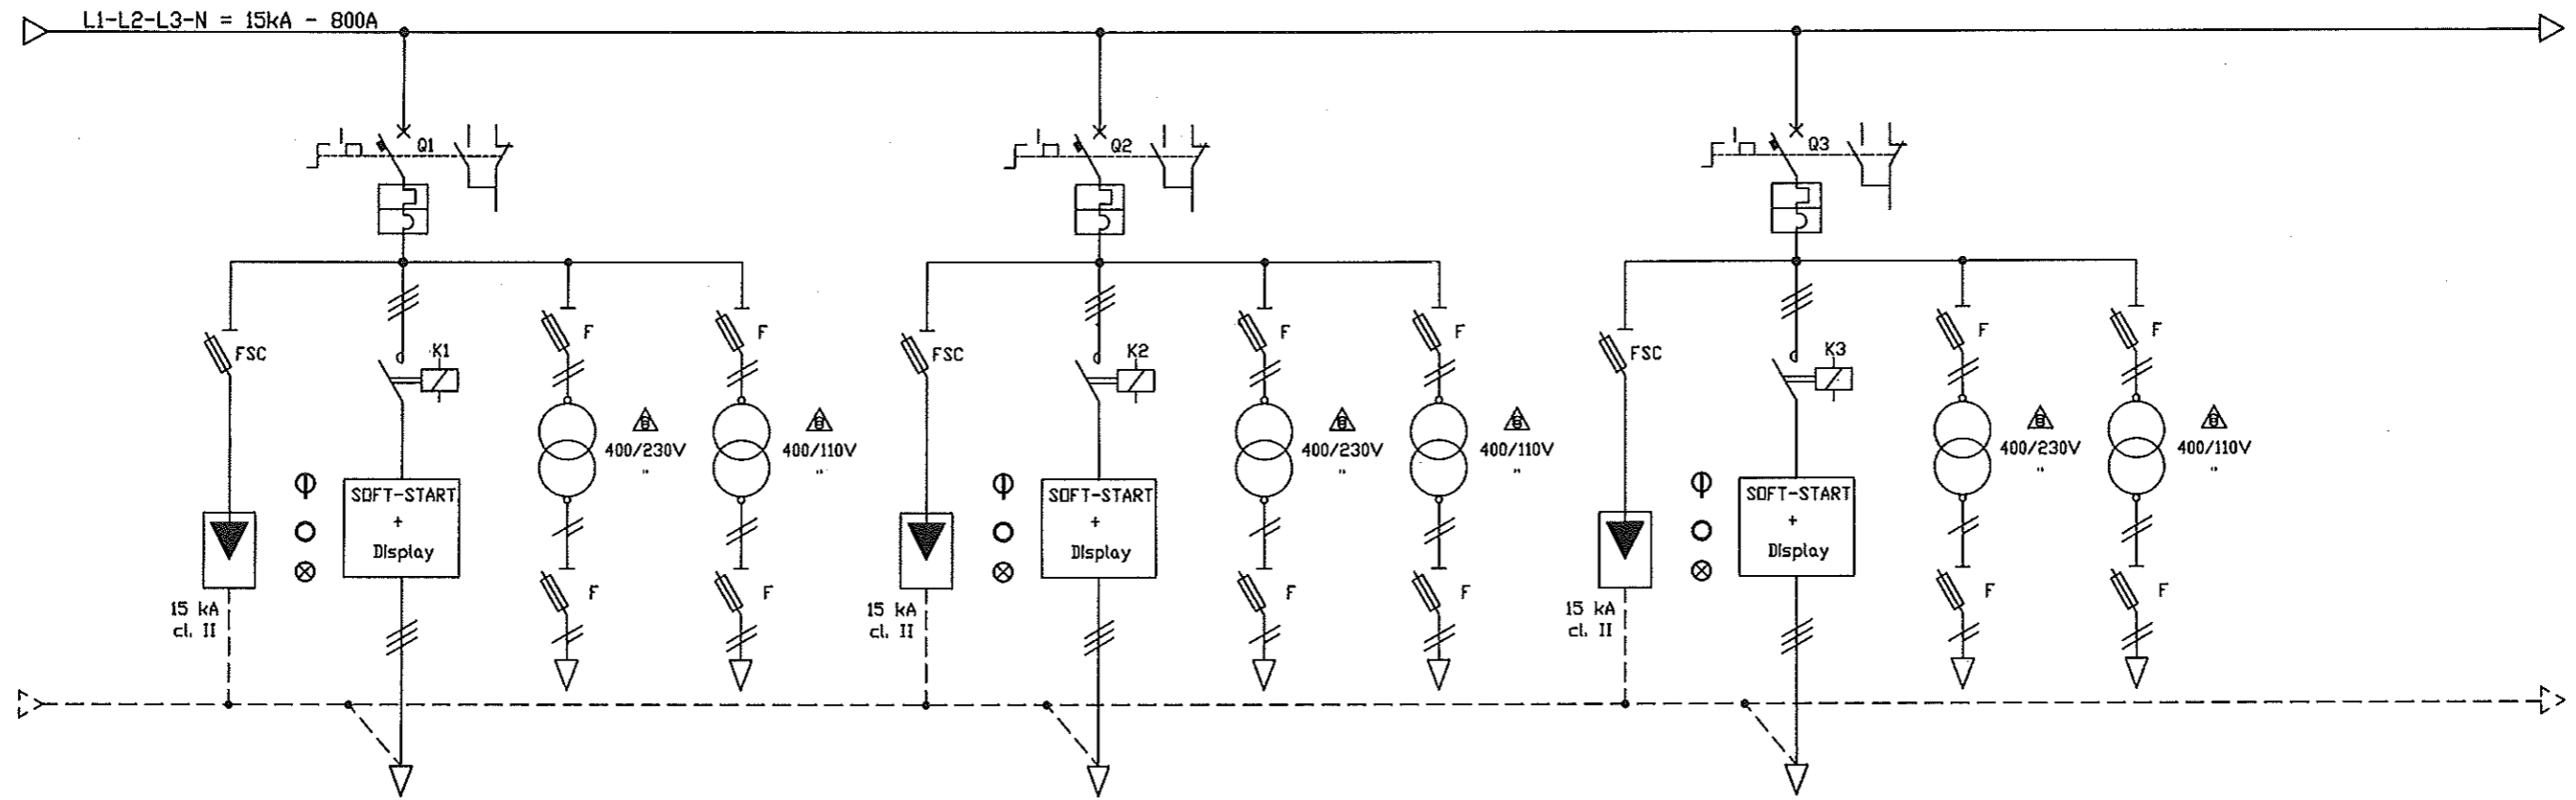 L1-L2-L3-N = 15kA - 800A
Q1
Q2
Q3
FSC
K1
F
F
FSC
K2
F
F
FSC
K3
F
F
400/230V
"
400/110V
"
400/230V
"
400/110V
"
400/230V
"
400/110V
"
SOFT-START
+
Display
SOFT-START
+
Display
SOFT-START
+
Display
15 kA
cl. II
F
F
15 kA
cl. II
F
F
15 kA
cl. II
F
F